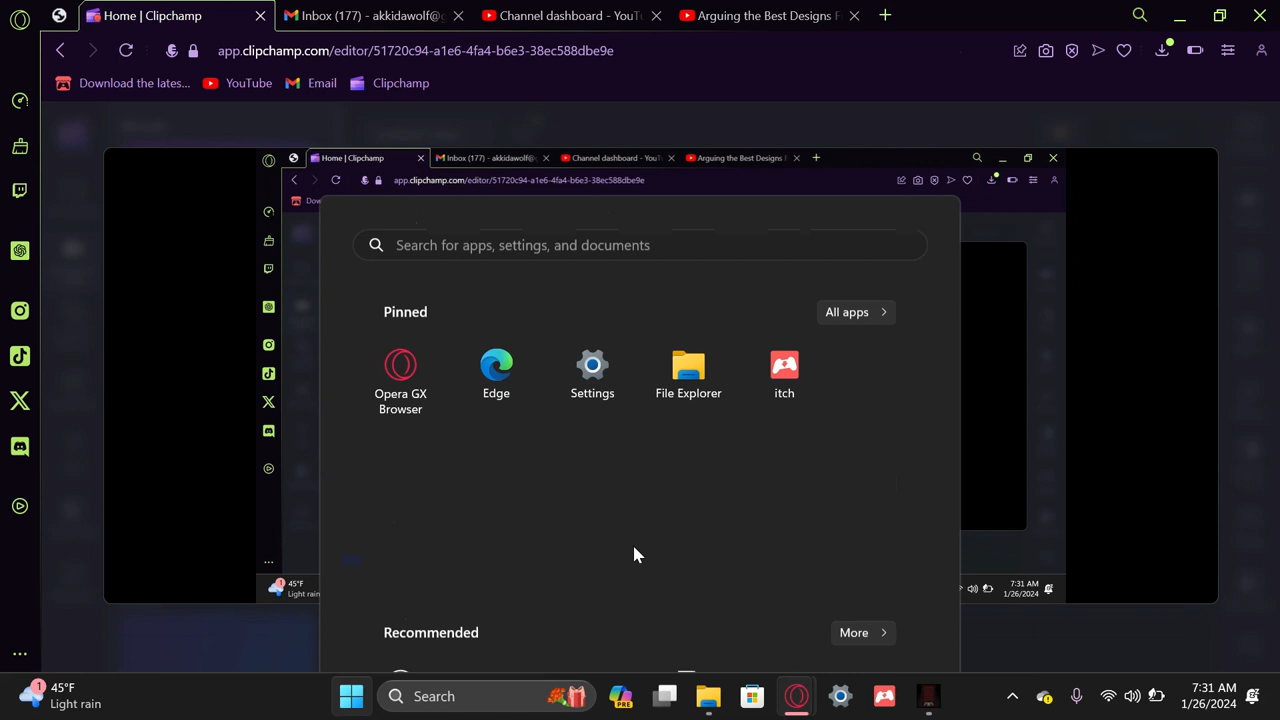 Home | Clipchamp
Inbox (177) - akkidawolf@g
Channel dashboard - YouTu
Arguing the Best Designs F
app.clipchamp.com/editor/51720c94-a1e6-4fa4-b6e3-38ec588dbe9e
Download the lates...
YouTube
Email
Clipchamp
Home | Clipchamp
Inbox (177) - akkidawolf@
Channel dashboard - YouTu
Arguing the Best Designs F
app.clipchamp.com/editor/51720c94-a1e6-4fa4-b6e3-38ec588dbe9e
Dow
Search for apps, settings, and documents
Pinned
All apps
Opera GX
Browser
Edge
Settings
File Explorer
itch
45°F
Light rain
7:31 AM
1/26/2024
Recommended
More
1
45°F
Light rain
Search
PRE
7:31 AM
1/26/2024